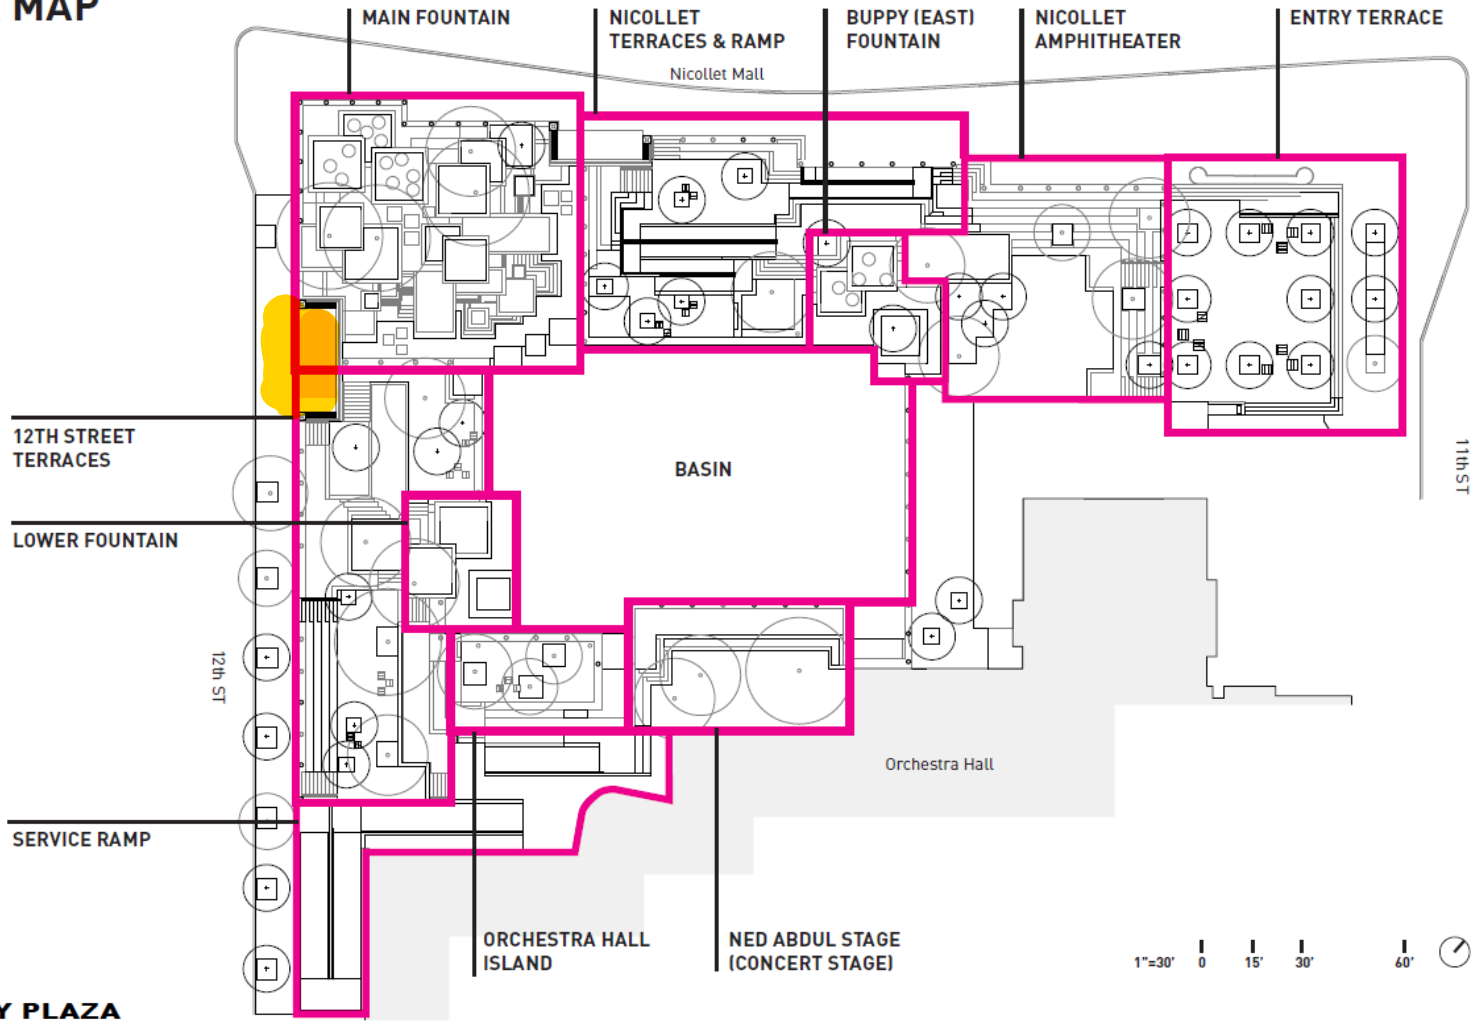 MAP
MAIN FOUNTAIN
NICOLLET
TERRACES & RAMP
BUPPY (EAST)
FOUNTAIN
NICOLLET
AMPHITHEATER
ENTRY TERRACE
Nicollet Mall
12TH STREET
TERRACES
BASIN
11th ST
LOWER FOUNTAIN
12th ST
Orchestra Hall
SERVICE RAMP
ORCHESTRA HALL
ISLAND
NED ABDUL STAGE
(CONCERT STAGE)
1"=30' 0 15' 30' 60'
Y PLAZA